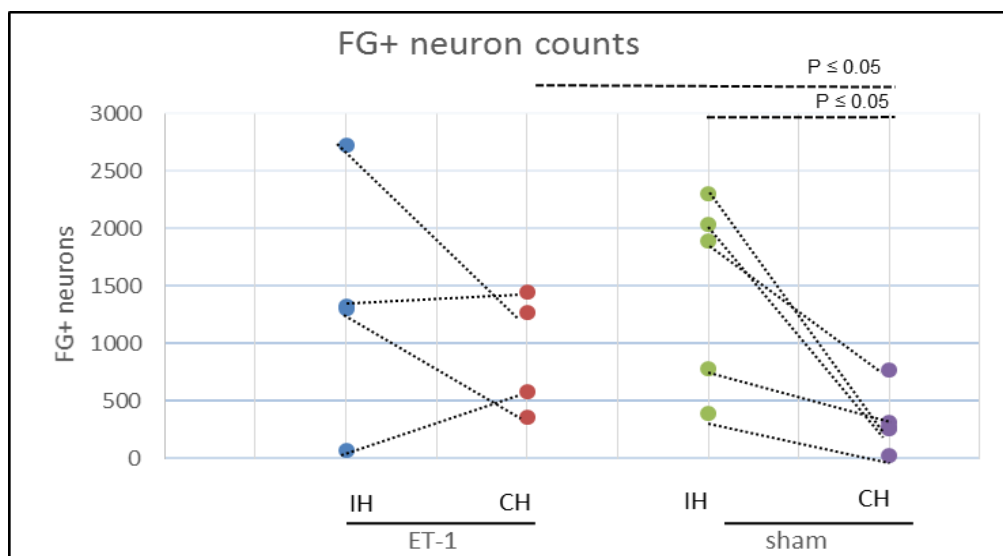 FG+ neuron counts
P ≤ 0.05
P ≤ 0.05
3000
2500
2000
1500
1000
500
0
FG+ neurons
IH CH IH CH
ET-1 sham